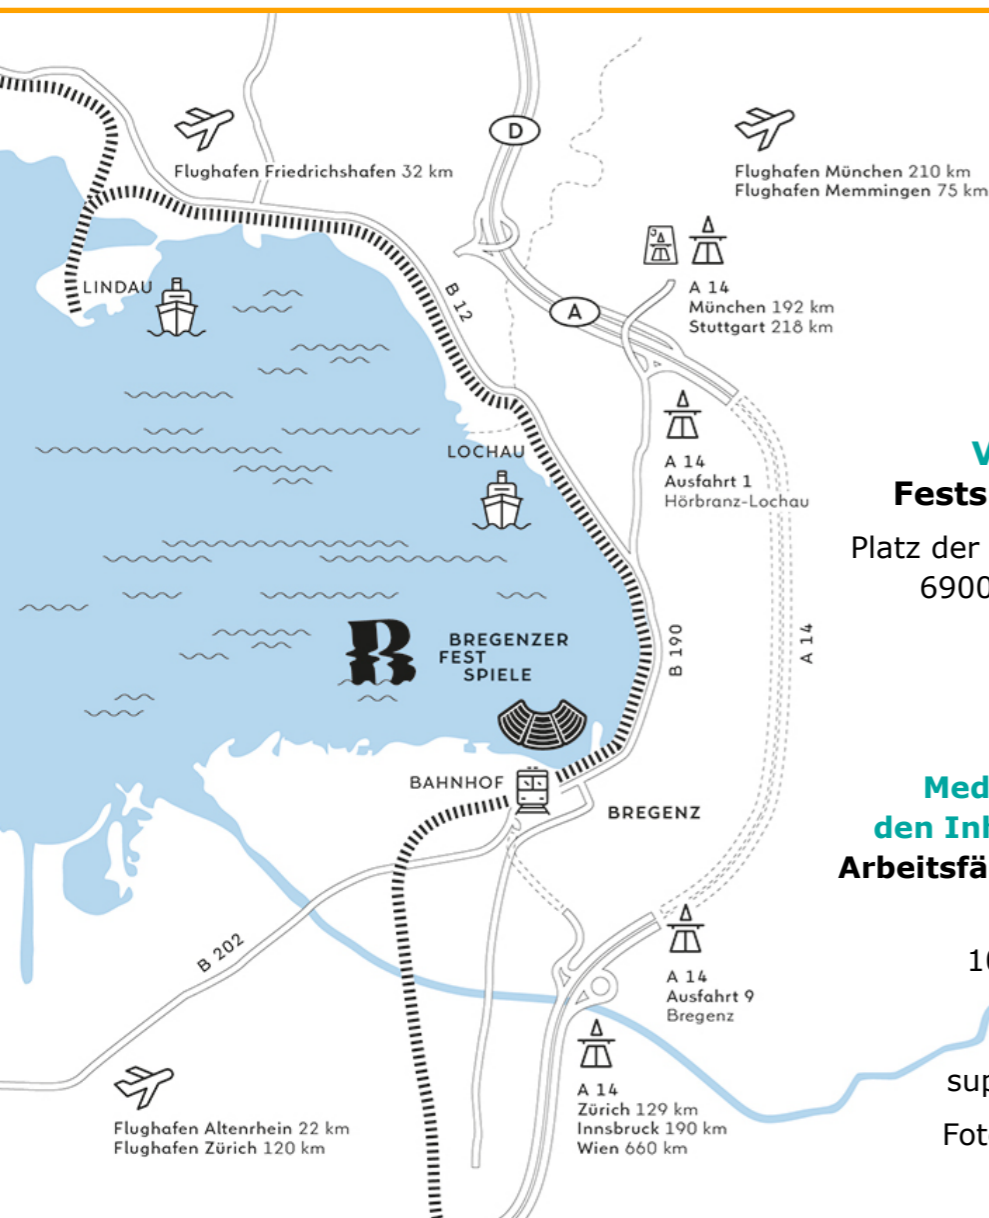 D
Flughafen Friedrichshafen 32 km
Flughafen München 210 km
Flughafen Memmingen 75 km
LINDAU
B 12
A
A 14
München 192 km
Stuttgart 218 km
LOCHAU
A 14
Ausfahrt 1
Hörbranz-Lochau
V
Fests
Platz der
6900
BREGENZER
FEST
SPIELE
B 190
A 14
BAHNHOF
BREGENZ
Med
den Inh
Arbeitsfä
B 202
A 14
Ausfahrt 9
Bregenz
10
A 14
Zürich 129 km
Innsbruck 190 km
Wien 660 km
Flughafen Altenrhein 22 km
Flughafen Zürich 120 km
sup
Foto